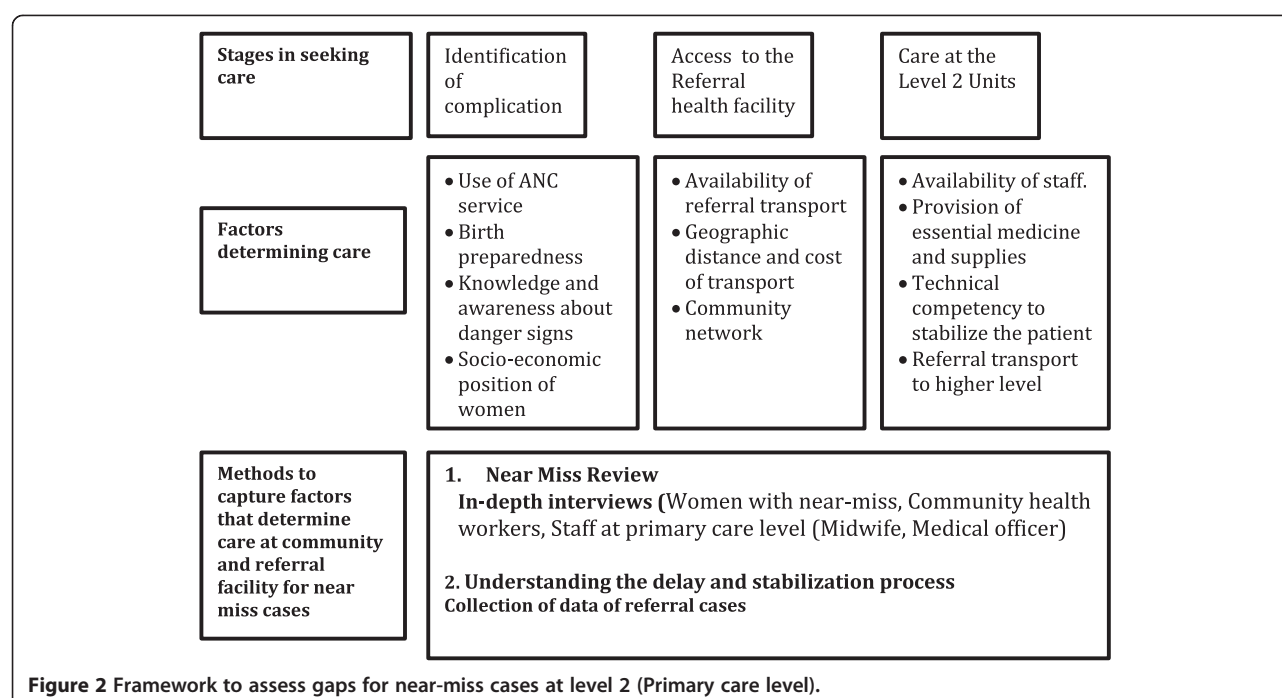 Stages in seeking
care
Identification
of
complication
Access to the
Referral
health facility
Care at the
Level 2 Units
Factors
determining care
• Use of ANC
service
• Birth
preparedness
• Knowledge and
awareness about
danger signs
• Socio-economic
position of
women
• Availability of
referral transport
• Geographic
distance and cost
of transport
• Community
network
• Availability of staff.
• Provision of
essential medicine
and supplies
• Technical
competency to
stabilize the patient
• Referral transport
to higher level
Methods to
capture factors
that determine
care at community
and referral
facility for near
miss cases
1. Near Miss Review
In-depth interviews (Women with near-miss, Community health
workers, Staff at primary care level (Midwife, Medical officer)
2. Understanding the delay and stabilization process
Collection of data of referral cases
Figure 2 Framework to assess gaps for near-miss cases at level 2 (Primary care level).